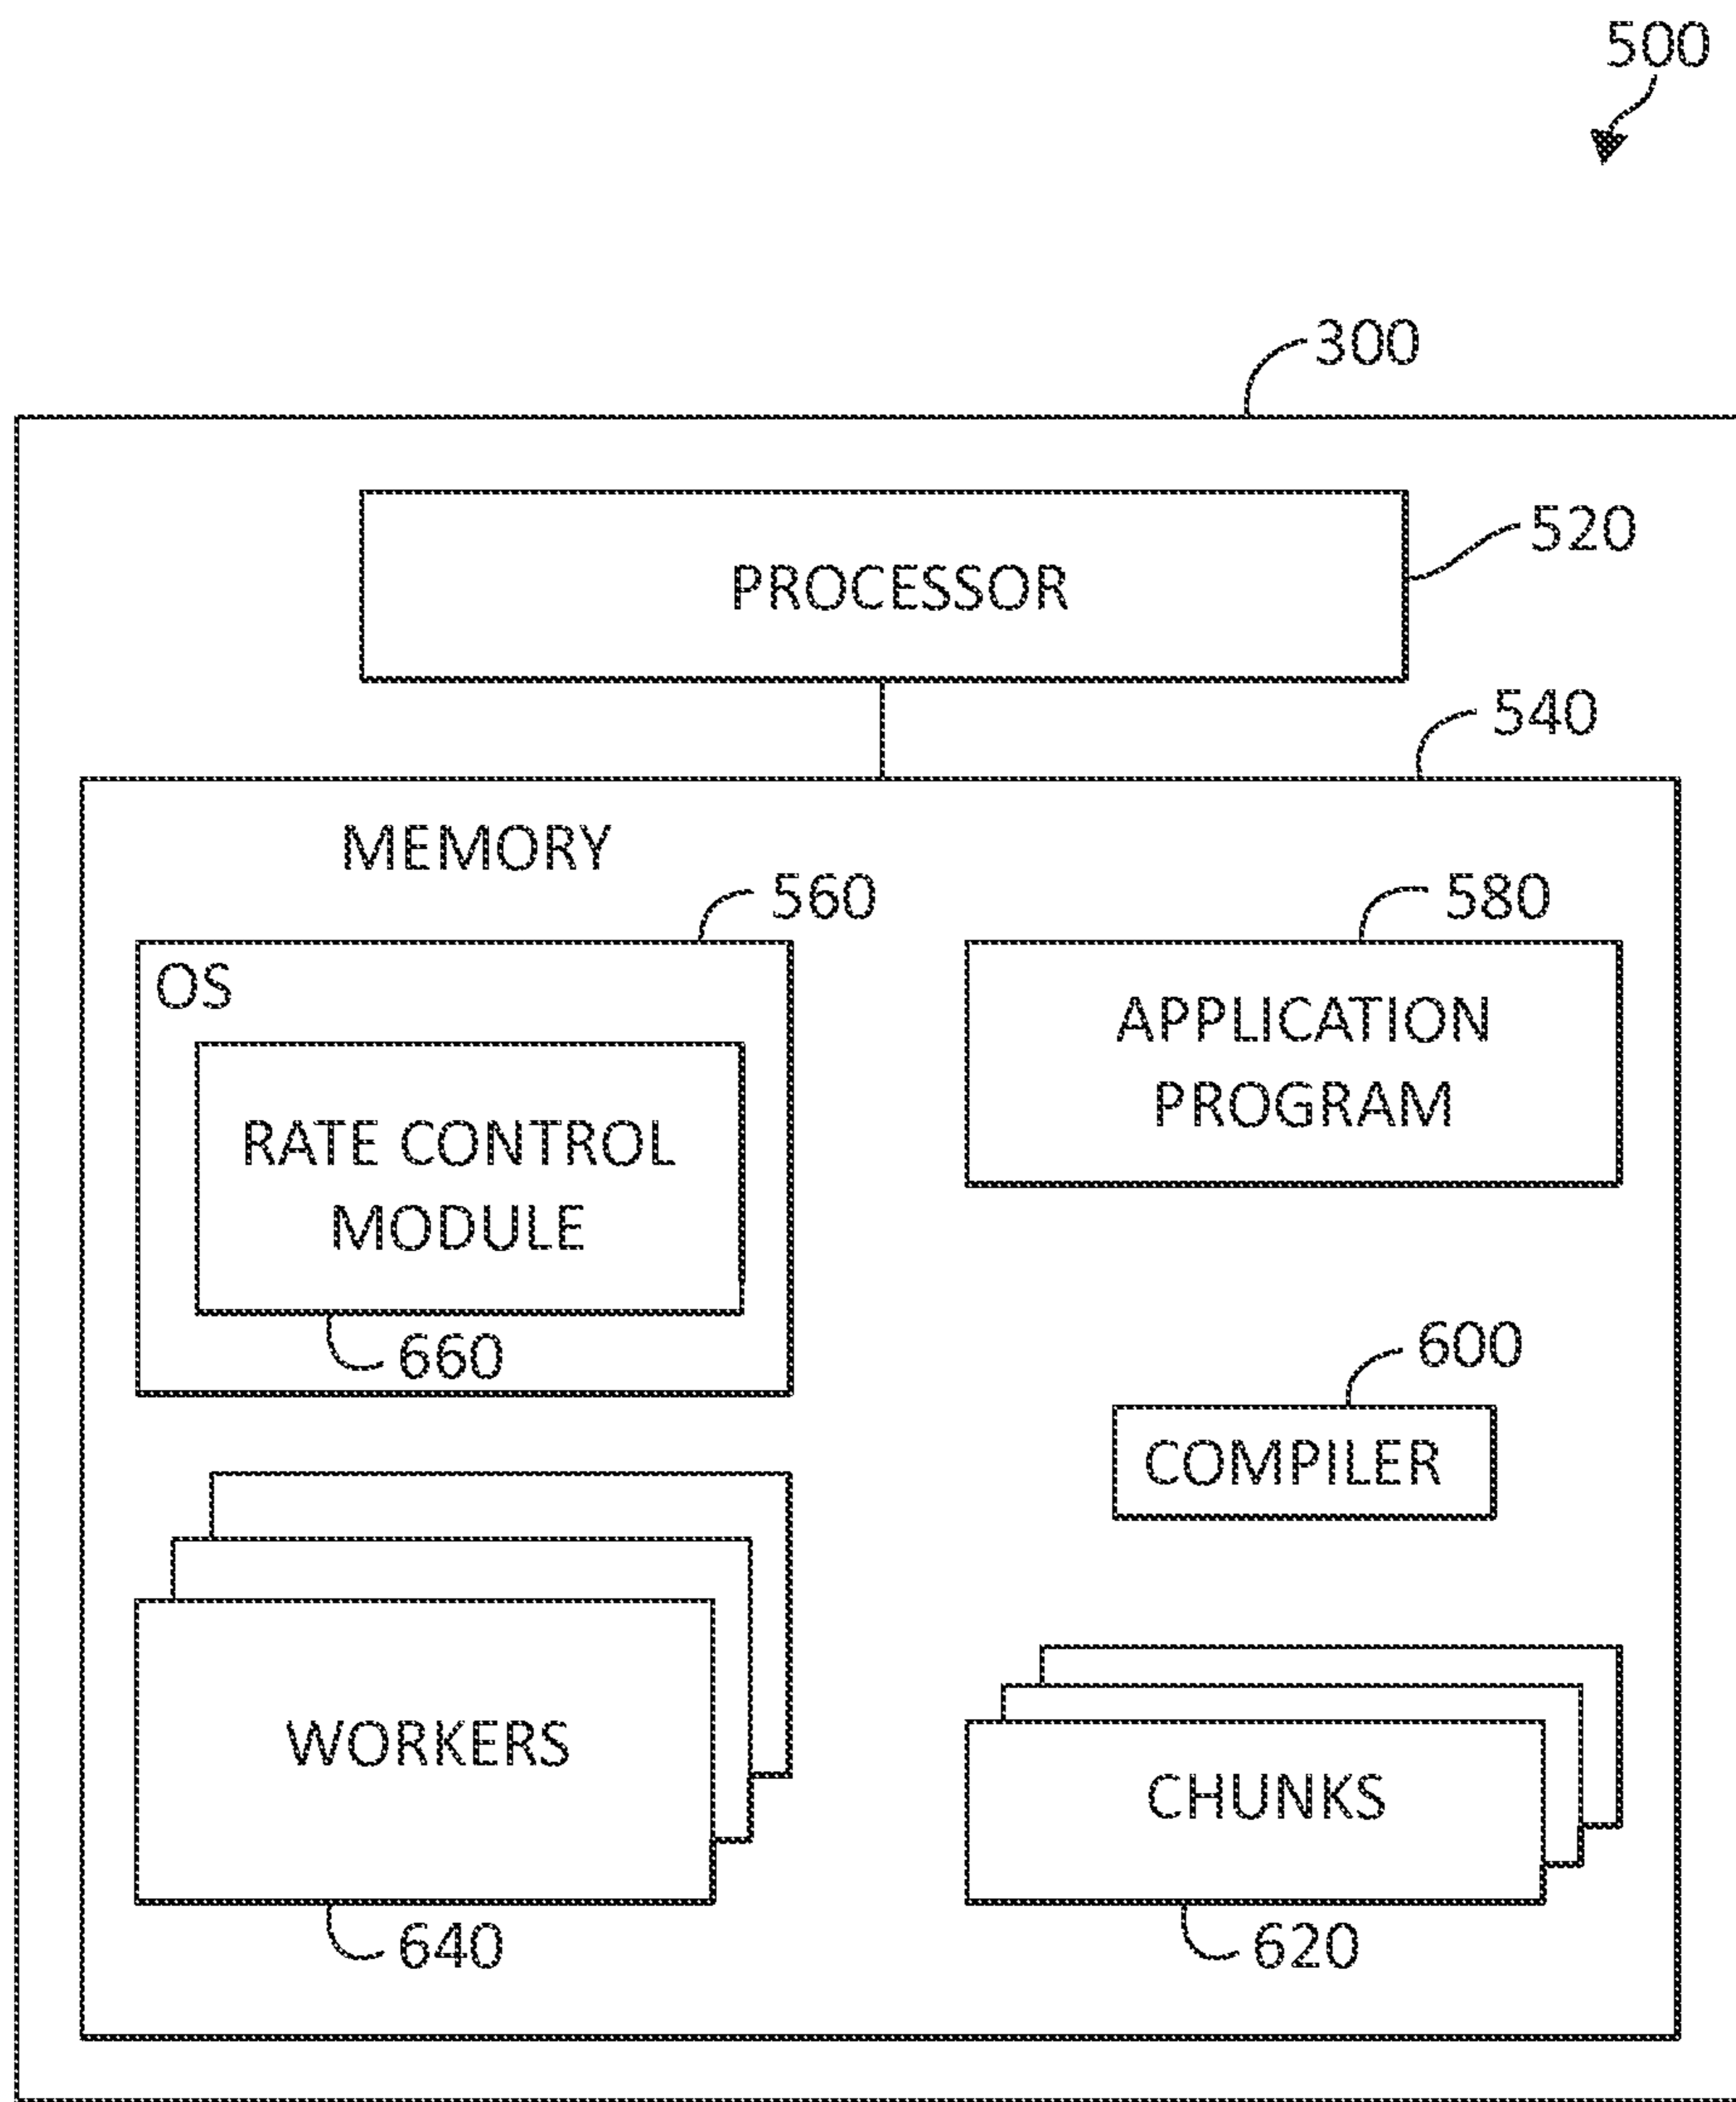 500
300
PROCESSOR
520
540
MEMORY
560
580
OS
APPLICATION
PROGRAM
RATE CONTROL
MODULE
660
600
COMPILER
WORKERS
CHUNKS
640
620